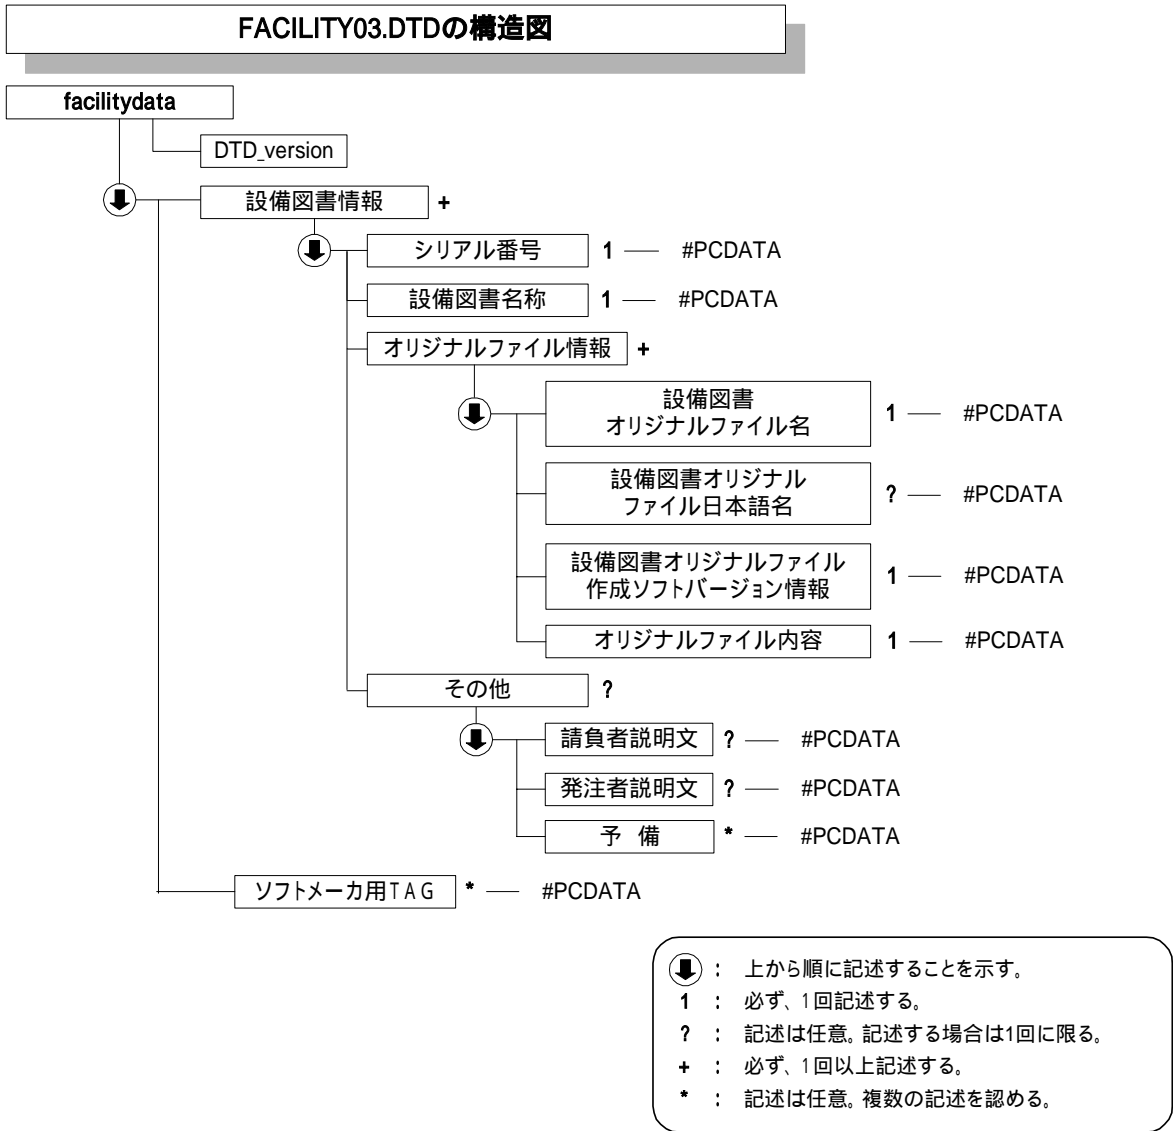 FACILITY03.DTDの構造図
facilitydata
DTD_version
設備図書情報 +
シリアル番号 1 #PCDATA
設備図書名称 1 #PCDATA
オリジナルファイル情報 +
設備図書
オリジナルファイル名 1 #PCDATA
設備図書オリジナル
ファイル日本語名 ? #PCDATA
設備図書オリジナルファイル
作成ソフトバージョン情報 1 #PCDATA
オリジナルファイル内容 1 #PCDATA
その他 ?
請負者説明文 ? #PCDATA
発注者説明文 ? #PCDATA
予 備 * #PCDATA
ソフトメーカ用TAG * #PCDATA
: 上から順に記述することを示す。
1 : 必ず、1回記述する。
? : 記述は任意。記述する場合は1回に限る。
+ : 必ず、1回以上記述する。
* : 記述は任意。複数の記述を認める。